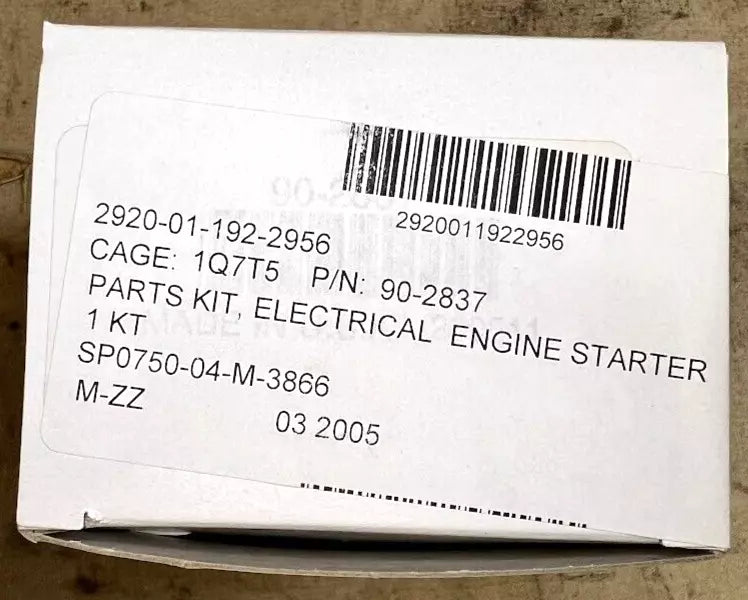 2920011922956
2920-01-192-2956
CAGE: 1Q7T5 P/N: 90-2837
PARTS KIT, ELECTRICAL ENGINE STARTER
1 KT
SP0750-04-M-3866
M-ZZ
03 2005